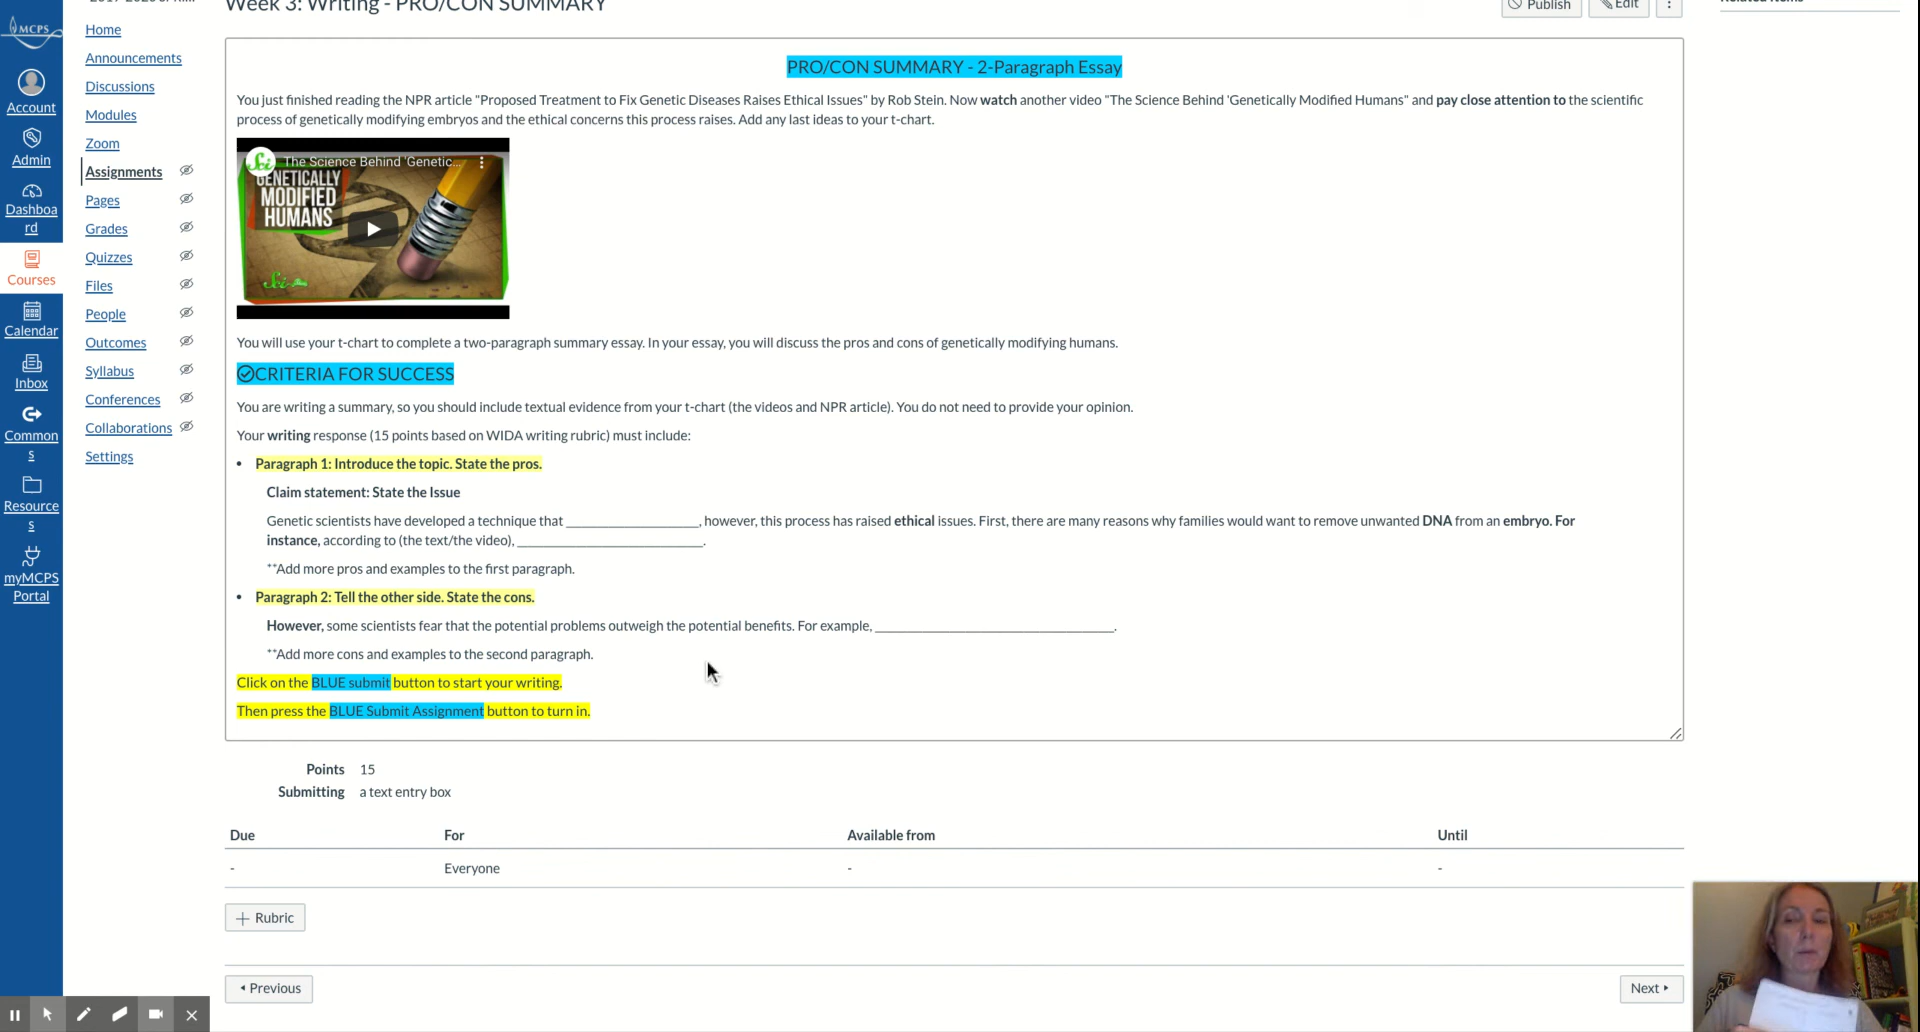 MCPS
Account
Admin
Dashboa
rd
Courses
Calendar
Inbox
Common
s
Resource
s
myMCPS
Portal
Home
Announcements
Discussions
Modules
Zoom
Assignments
Pages
Grades
Quizzes
Files
People
Outcomes
Syllabus
Conferences
Collaborations
Settings
Week 3: Writing - PRO/CON SUMMARY
Publish
Edit
PRO/CON SUMMARY - 2-Paragraph Essay
You just finished reading the NPR article "Proposed Treatment to Fix Genetic Diseases Raises Ethical Issues" by Rob Stein. Now watch another video "The Science Behind 'Genetically Modified Humans" and pay close attention to the scientific
process of genetically modifying embryos and the ethical concerns this process raises. Add any last ideas to your t-chart.
The Science Behind 'Genetic...
GENETICALLY
MODIFIED
HUMANS
Sci
You will use your t-chart to complete a two-paragraph summary essay. In your essay, you will discuss the pros and cons of genetically modifying humans.
CRITERIA FOR SUCCESS
You are writing a summary, so you should include textual evidence from your t-chart (the videos and NPR article). You do not need to provide your opinion.
Your writing response (15 points based on WIDA writing rubric) must include:
• Paragraph 1: Introduce the topic. State the pros.
Claim statement: State the Issue
Genetic scientists have developed a technique that ___________________, however, this process has raised ethical issues. First, there are many reasons why families would want to remove unwanted DNA from an embryo. For
instance, according to (the text/the video), ___________________________.
**Add more pros and examples to the first paragraph.
• Paragraph 2: Tell the other side. State the cons.
However, some scientists fear that the potential problems outweigh the potential benefits. For example, ___________________________________.
**Add more cons and examples to the second paragraph.
Click on the BLUE submit button to start your writing.
Then press the BLUE Submit Assignment button to turn in.
Points 15
Submitting a text entry box
Due For Available from Until
- Everyone - -
+ Rubric
Previous
Next